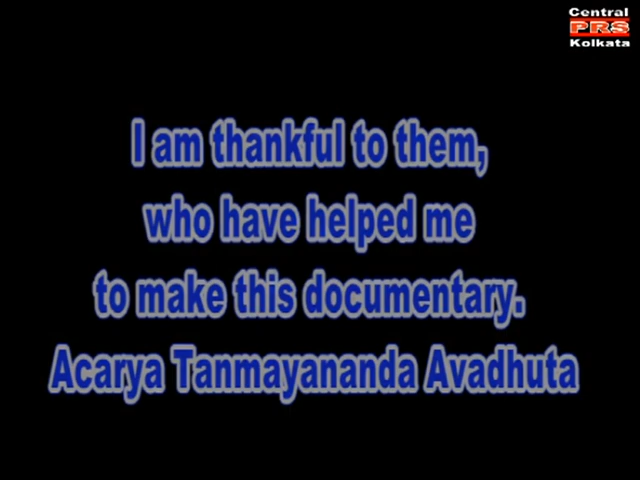 Central
PRS
Kolkata
I am thankful to them,
who have helped me
to make this documentary.
Acarya Tanmayananda Avadhuta